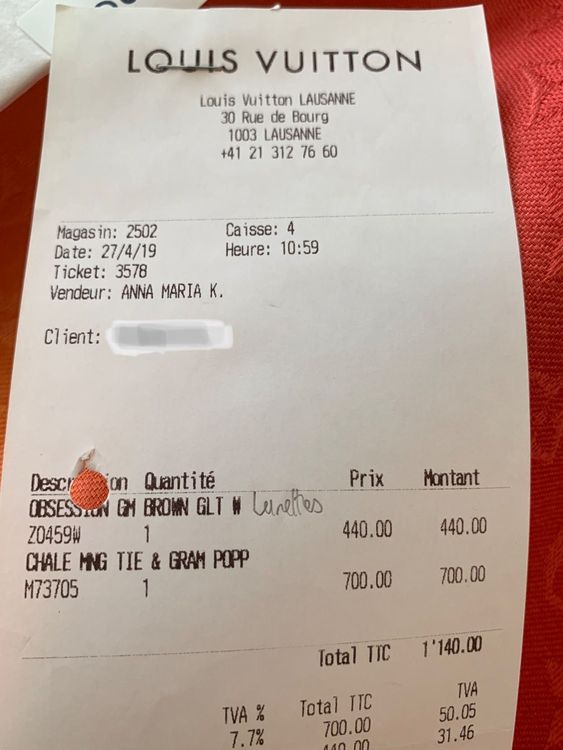 LOUIS VUITTON
Louis Vuitton LAUSANNE
30 Rue de Bourg
1003 LAUSANNE
+41 21 312 76 60
Magasin: 2502 Caisse: 4
Date: 27/4/19 Heure: 10:59
Ticket: 3578
Vendeur: ANNA MARIA K.
Client:
Quantité Prix Montant
OBSESSION GM BROWN GLT W Lunettes
Z0459W 1 440.00 440.00
CHALE MNG TIE & GRAM POPP
M73705 1 700.00 700.00
Total TTC 1'140.00
TVA % Total TTC TVA
7.7% 700.00 50.05
440.00 31.46